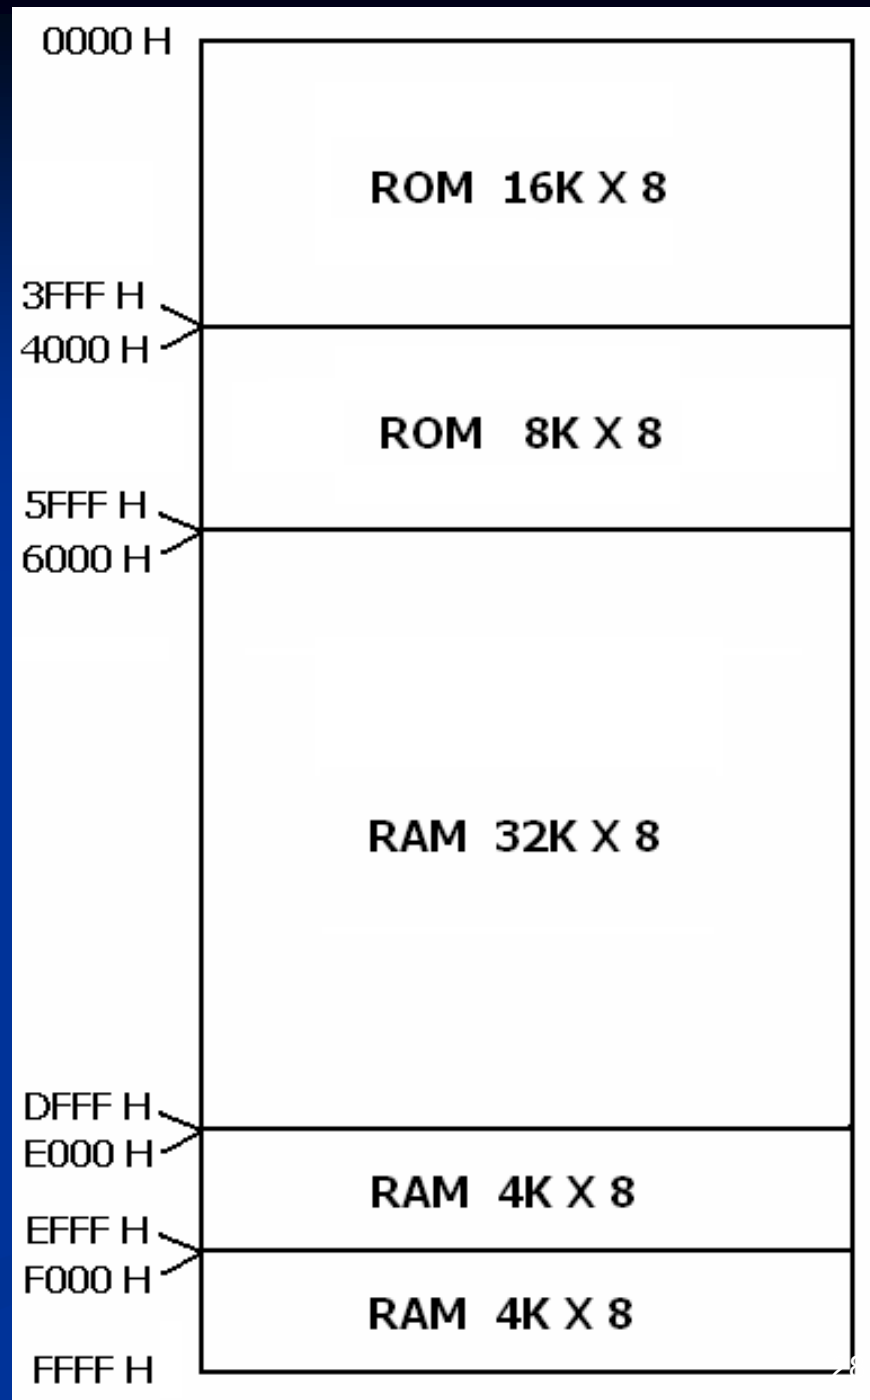 0000 H
ROM 16K X 8
3FFF H
4000 H
ROM 8K X 8
5FFF H
6000 H
RAM 32K X 8
DFFF H
E000 H
RAM 4K X 8
EFFF H
F000 H
RAM 4K X 8
FFFF H